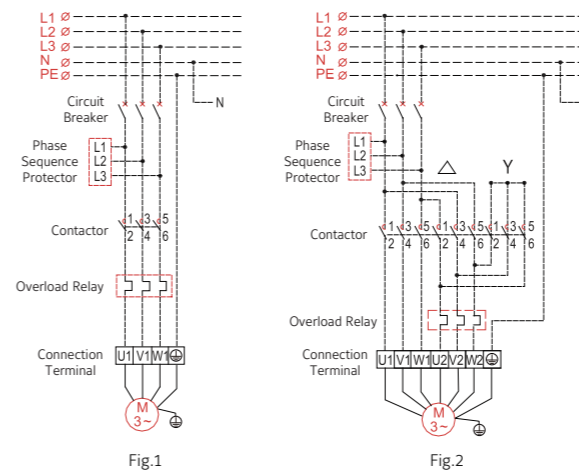 L1
L2
L3
N
PE
N
Circuit
Breaker
Phase
Sequence
Protector
L1
L2
L3
Contactor
1 3 5
2 4 6
Overload Relay
Connection
Terminal
U1 V1 W1
M
3~
Fig.1
L1
L2
L3
N
PE
N
Circuit
Breaker
Phase
Sequence
Protector
L1
L2
L3
△ Y
Contactor
1 3 5 1 3 5 1 3 5
2 4 6 2 4 6 2 4 6
Overload Relay
Connection
Terminal
U1 V1 W1 U2 V2 W2
M
3~
Fig.2